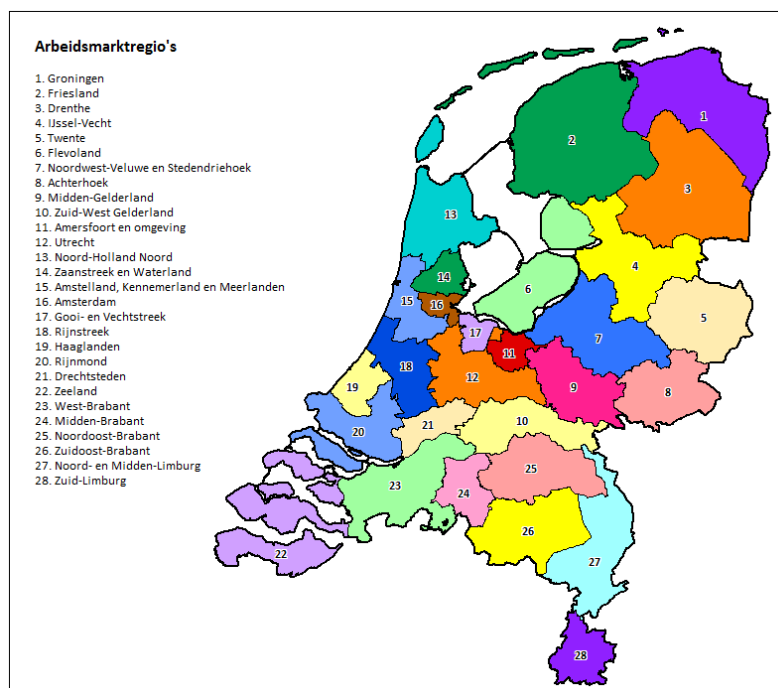 Arbeidsmarktregio's
1. Groningen
2. Friesland
3. Drenthe
4. IJssel-Vecht
5. Twente
6. Flevoland
7. Noordwest-Veluwe en Stedendriehoek
8. Achterhoek
9. Midden-Gelderland
10. Zuid-West Gelderland
11. Amersfoort en omgeving
12. Utrecht
13. Noord-Holland Noord
14. Zaanstreek en Waterland
15. Amstelland, Kennemerland en Meerlanden
16. Amsterdam
17. Gooi- en Vechtstreek
18. Rijnstreek
19. Haaglanden
20. Rijnmond
21. Drechtsteden
22. Zeeland
23. West-Brabant
24. Midden-Brabant
25. Noordoost-Brabant
26. Zuidoost-Brabant
27. Noord- en Midden-Limburg
28. Zuid-Limburg
1
2
3
13
4
14
15
6
16
5
17
7
11
18
12
19
9
8
10
21
20
25
23
24
26
22
27
28